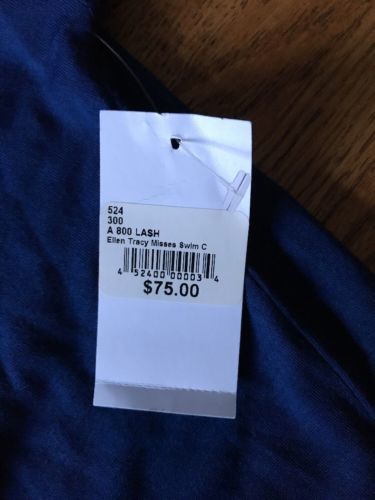 524
300
A 800 LASH
Ellen Tracy Misses Swim C
4 52400 00003 4
$75.00